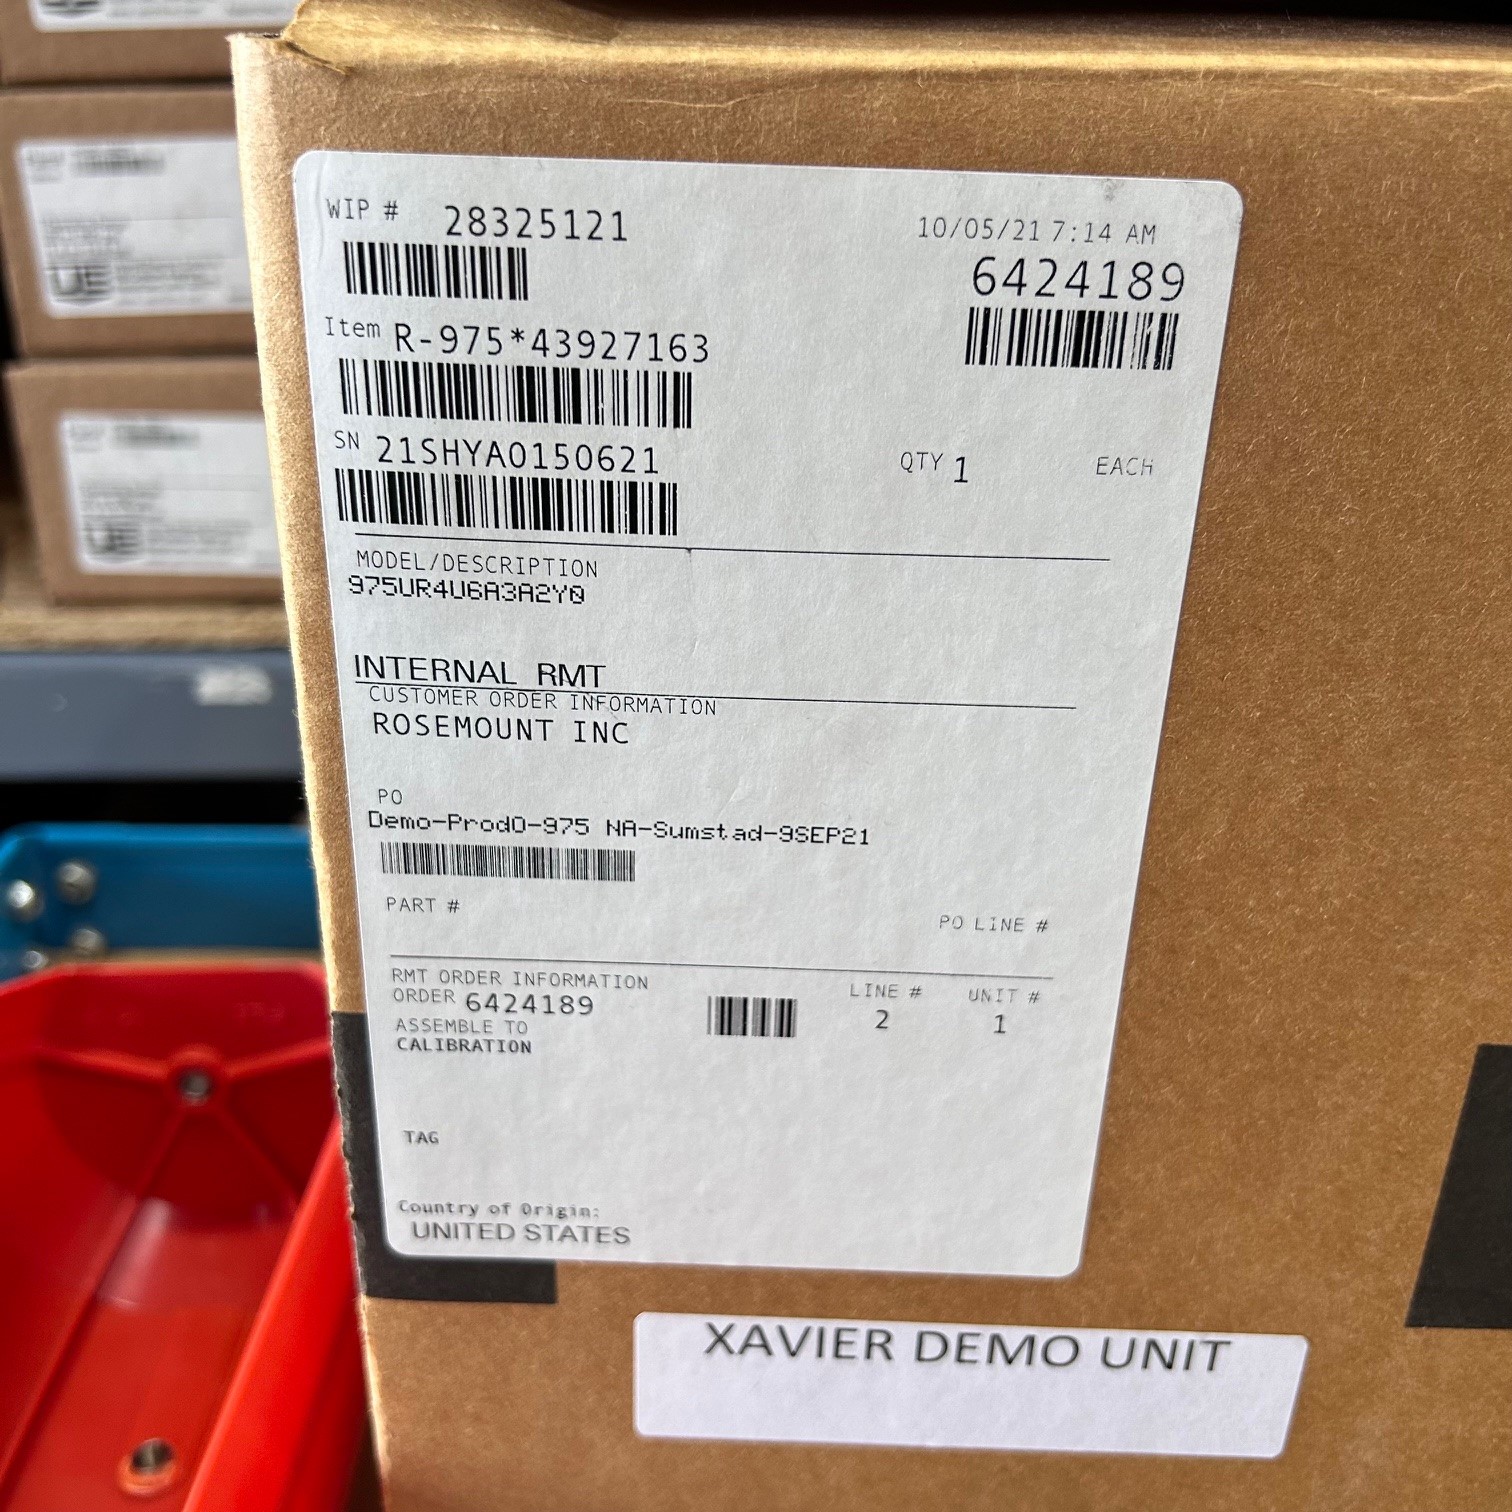 WIP # 28325121
10/05/21 7:14 AM
6424189
Item R-975*43927163
SN 21SHYA0150621
QTY 1 EACH
MODEL/DESCRIPTION
975UR4U6A3A2Y0
INTERNAL RMT
CUSTOMER ORDER INFORMATION
ROSEMOUNT INC
PO
Demo-ProdO-975 NA-Sumstad-9SEP21
PART #
PO LINE #
RMT ORDER INFORMATION
ORDER 6424189
LINE # UNIT #
2 1
ASSEMBLE TO
CALIBRATION
TAG
Country of Origin:
UNITED STATES
XAVIER DEMO UNIT
UE
UE